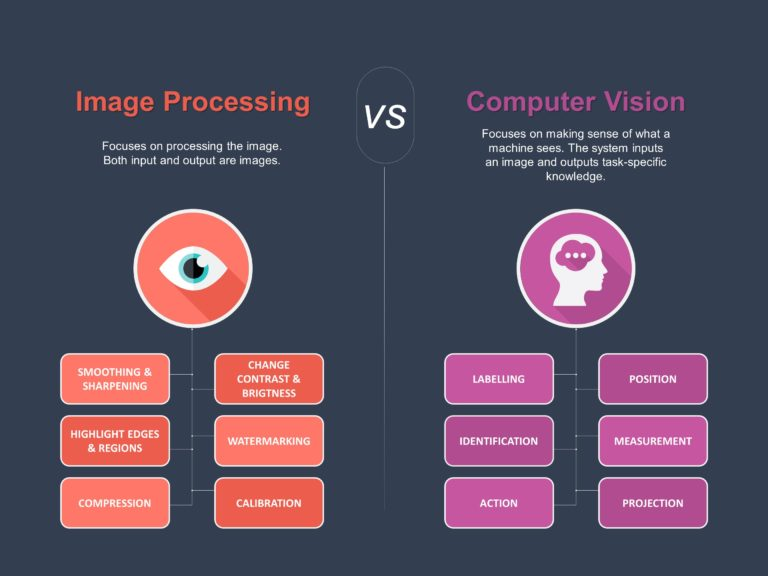 Image Processing
VS
Computer Vision
Focuses on processing the image.
Both input and output are images.
Focuses on making sense of what a
machine sees. The system inputs
an image and outputs task-specific
knowledge.
SMOOTHING &
SHARPENING
CHANGE
CONTRAST &
BRIGTNESS
HIGHLIGHT EDGES
& REGIONS
WATERMARKING
COMPRESSION
CALIBRATION
LABELLING
POSITION
IDENTIFICATION
MEASUREMENT
ACTION
PROJECTION